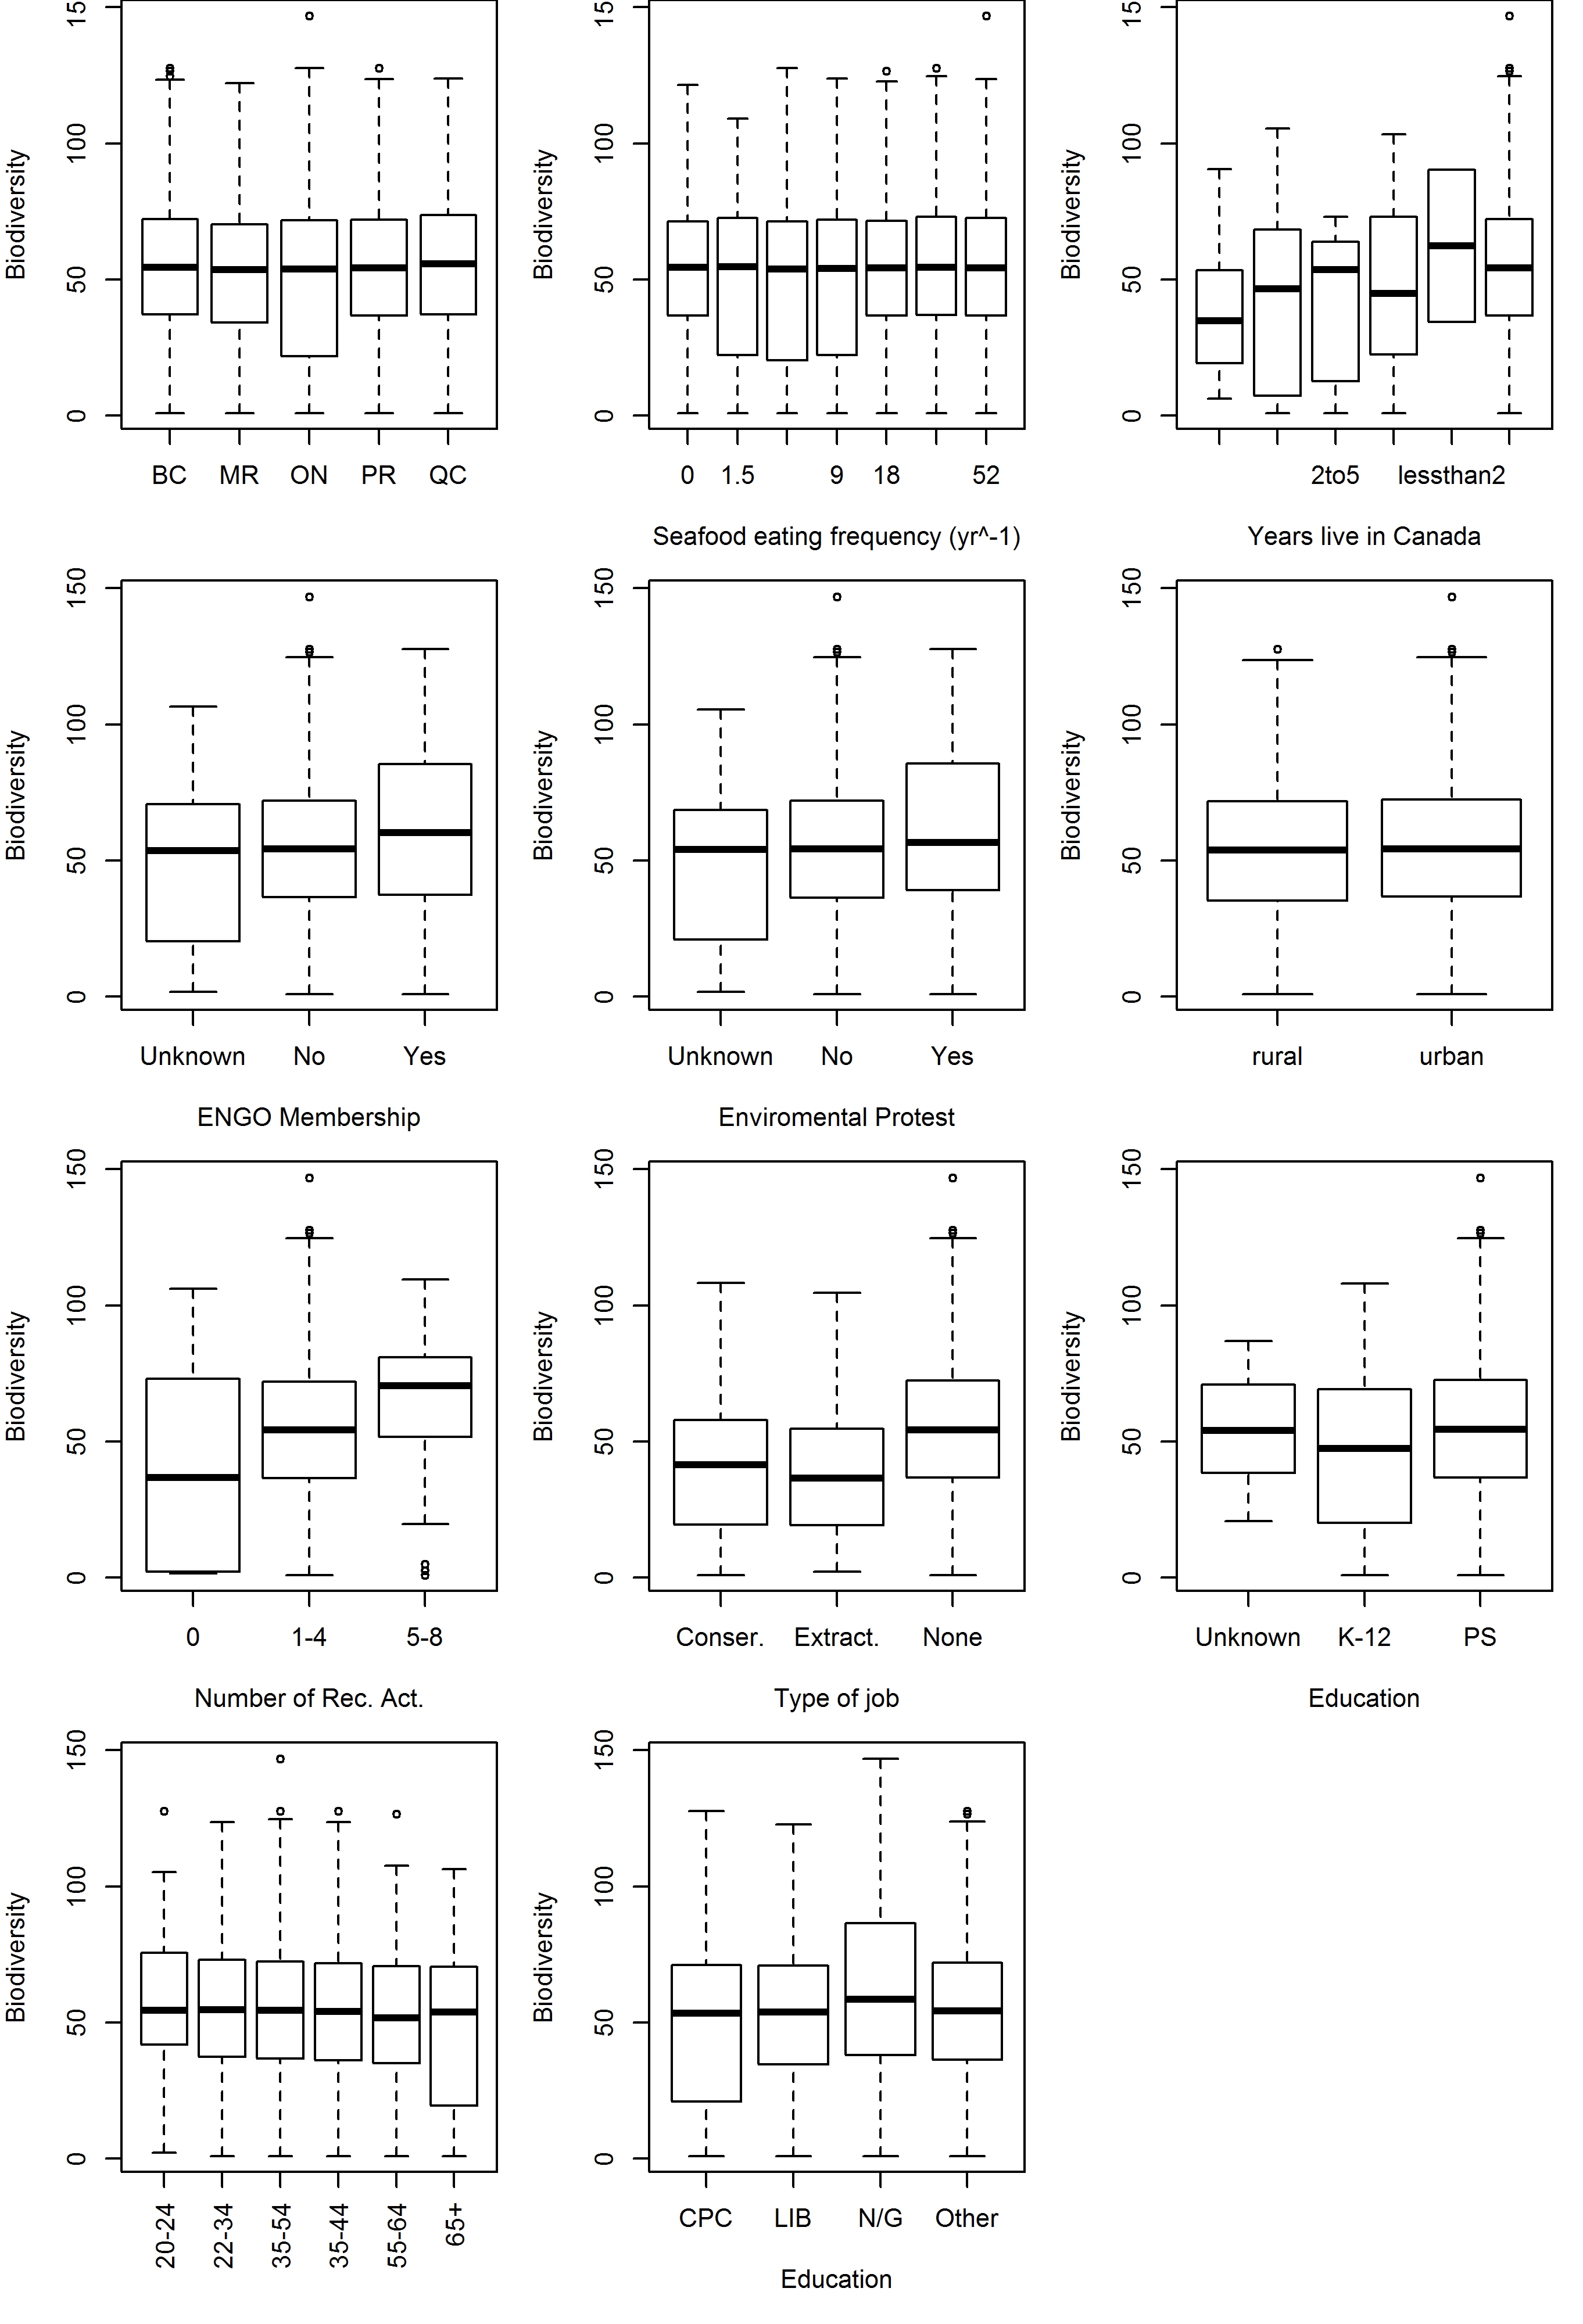 Biodiversity
0 50 100 15
BC MR ON PR QC
Biodiversity
0 50 100 15
0 1.5 9 18 52
Seafood eating frequency (yr^-1)
Biodiversity
0 50 100 15
2to5 lessthan2
Years live in Canada
Biodiversity
0 50 100 150
Unknown No Yes
ENGO Membership
Biodiversity
0 50 100 150
Unknown No Yes
Enviromental Protest
Biodiversity
0 50 100 150
rural urban
Biodiversity
0 50 100 150
0 1-4 5-8
Number of Rec. Act.
Biodiversity
0 50 100 150
Conser. Extract. None
Type of job
Biodiversity
0 50 100 150
Unknown K-12 PS
Education
Biodiversity
0 50 100 150
20-24 22-34 35-54 35-44 55-64 65+
Biodiversity
0 50 100 150
CPC LIB N/G Other
Education